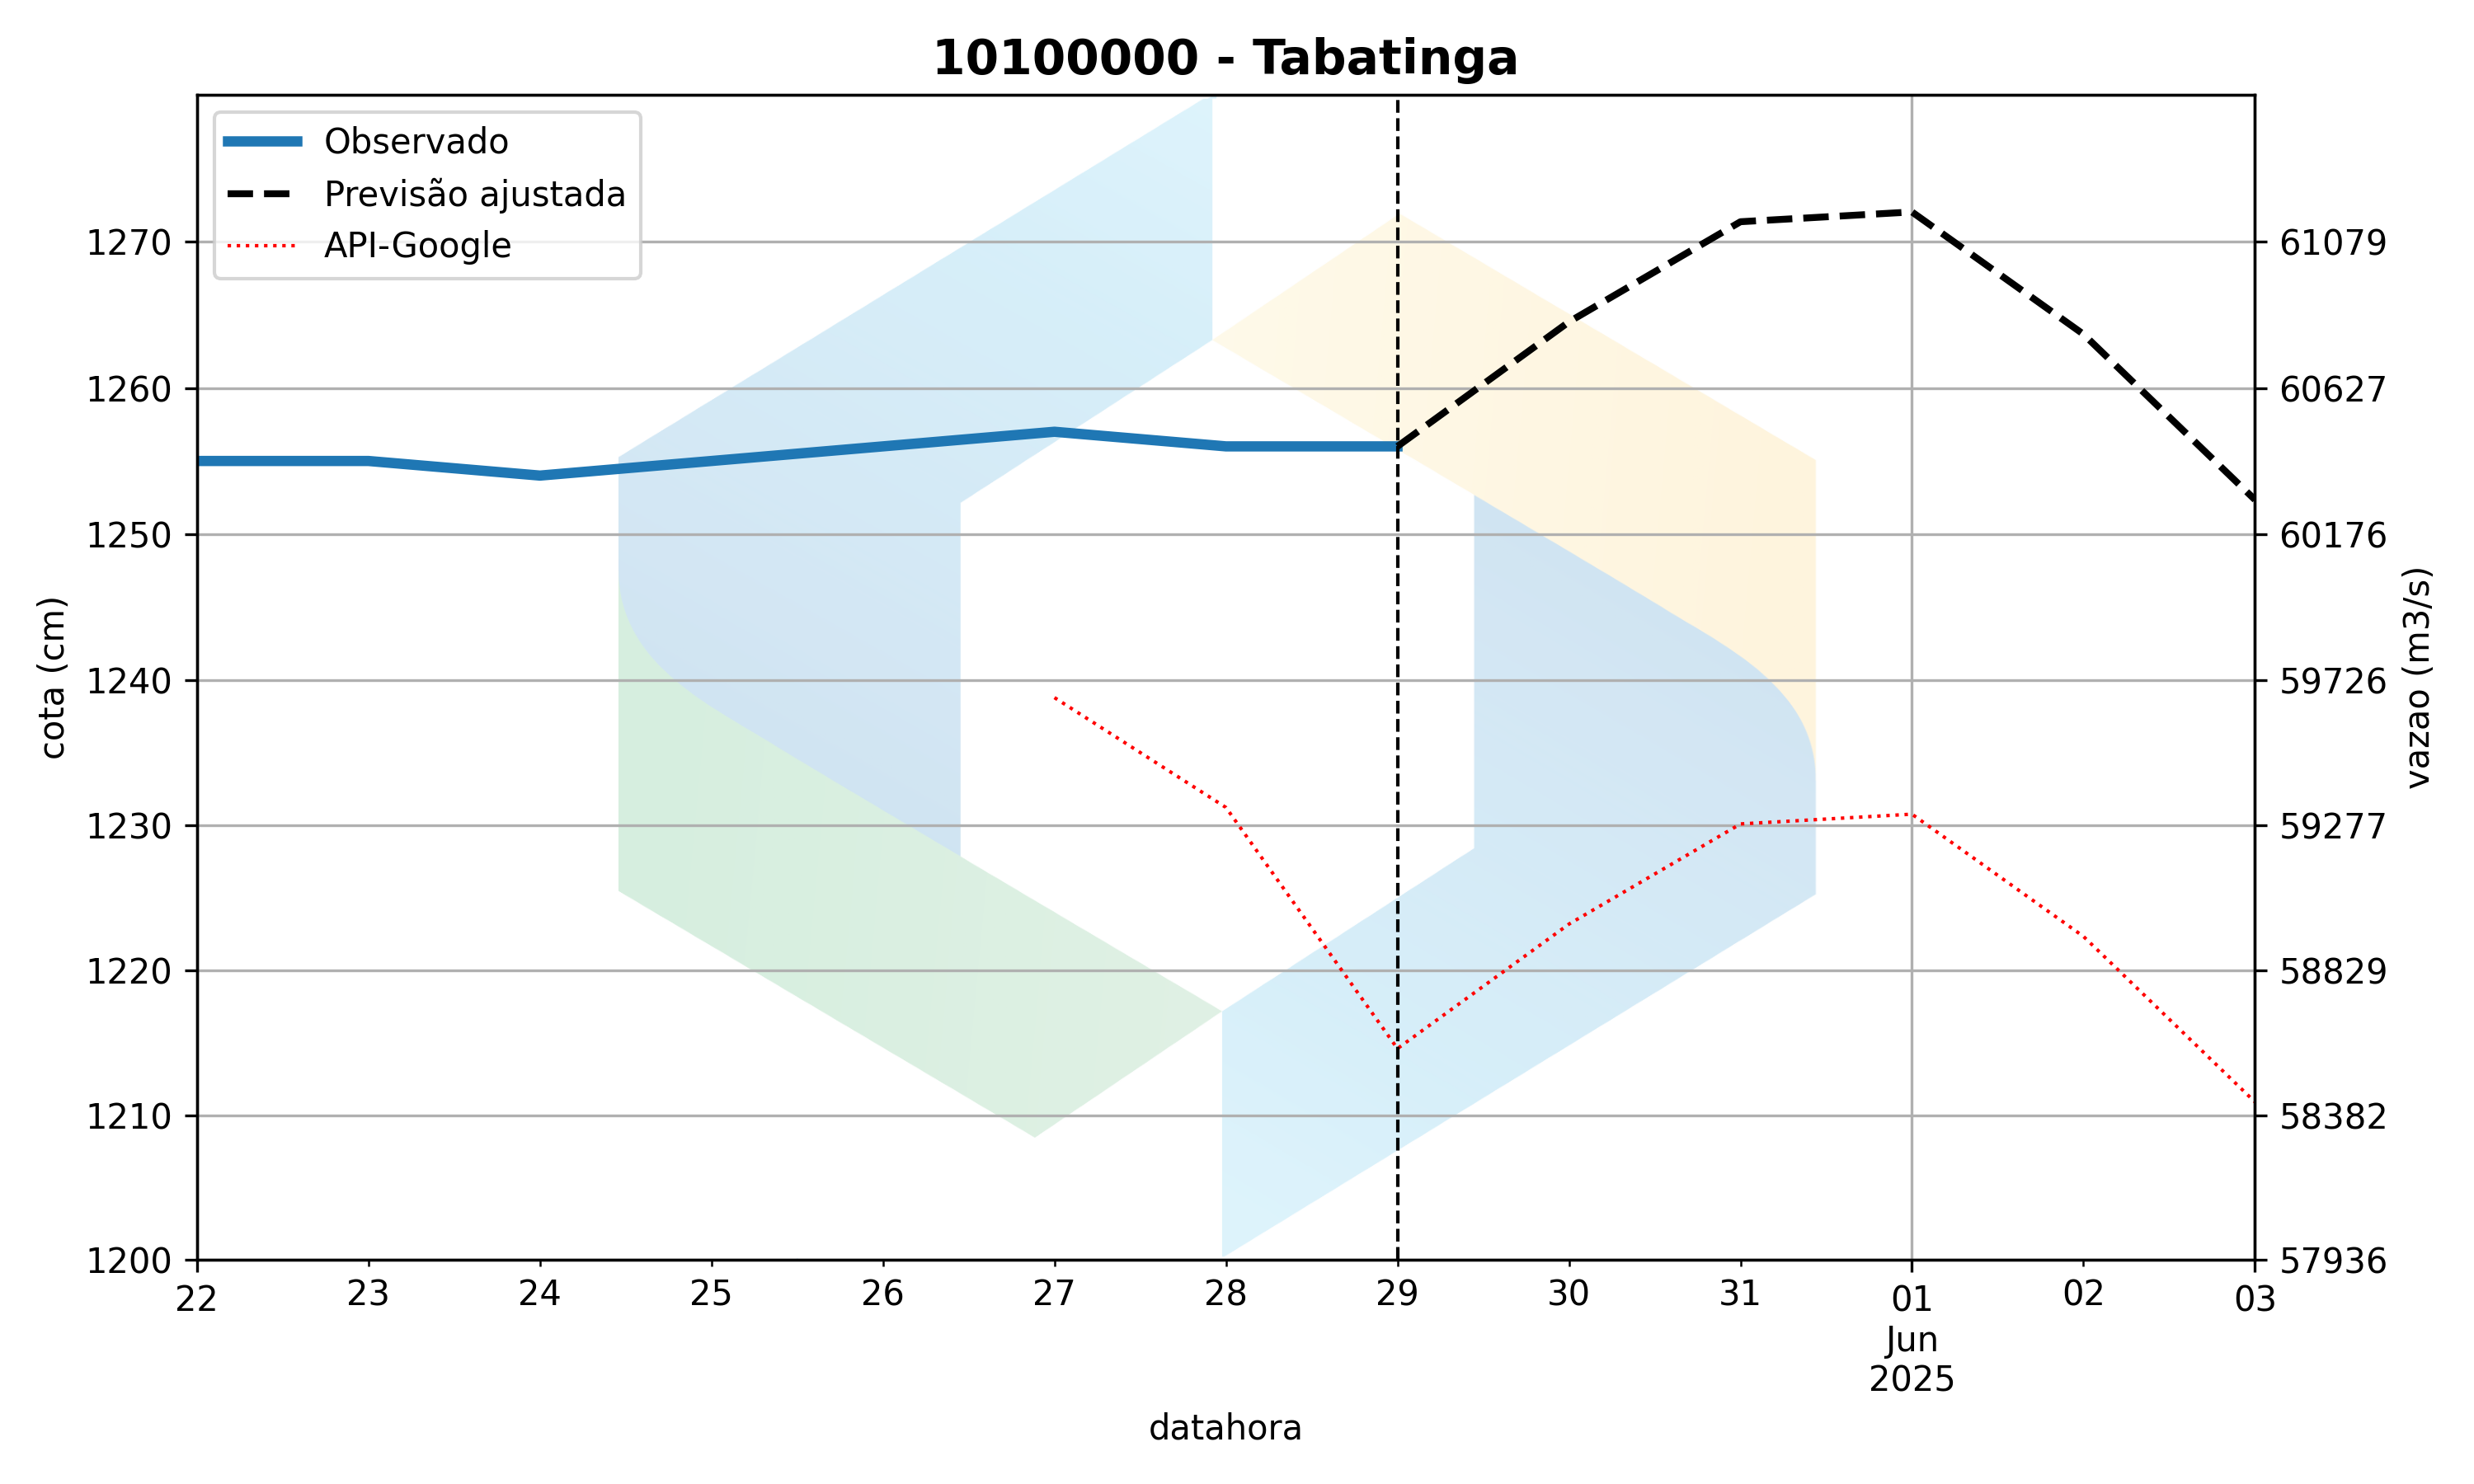 10100000 - Tabatinga
Observado
Previsão ajustada
API-Google
1270
1260
1250
1240
1230
1220
1210
1200
cota (cm)
61079
60627
60176
59726
59277
58829
58382
57936
vazao (m3/s)
22 23 24 25 26 27 28 29 30 31 01 02 03
Jun
2025
datahora